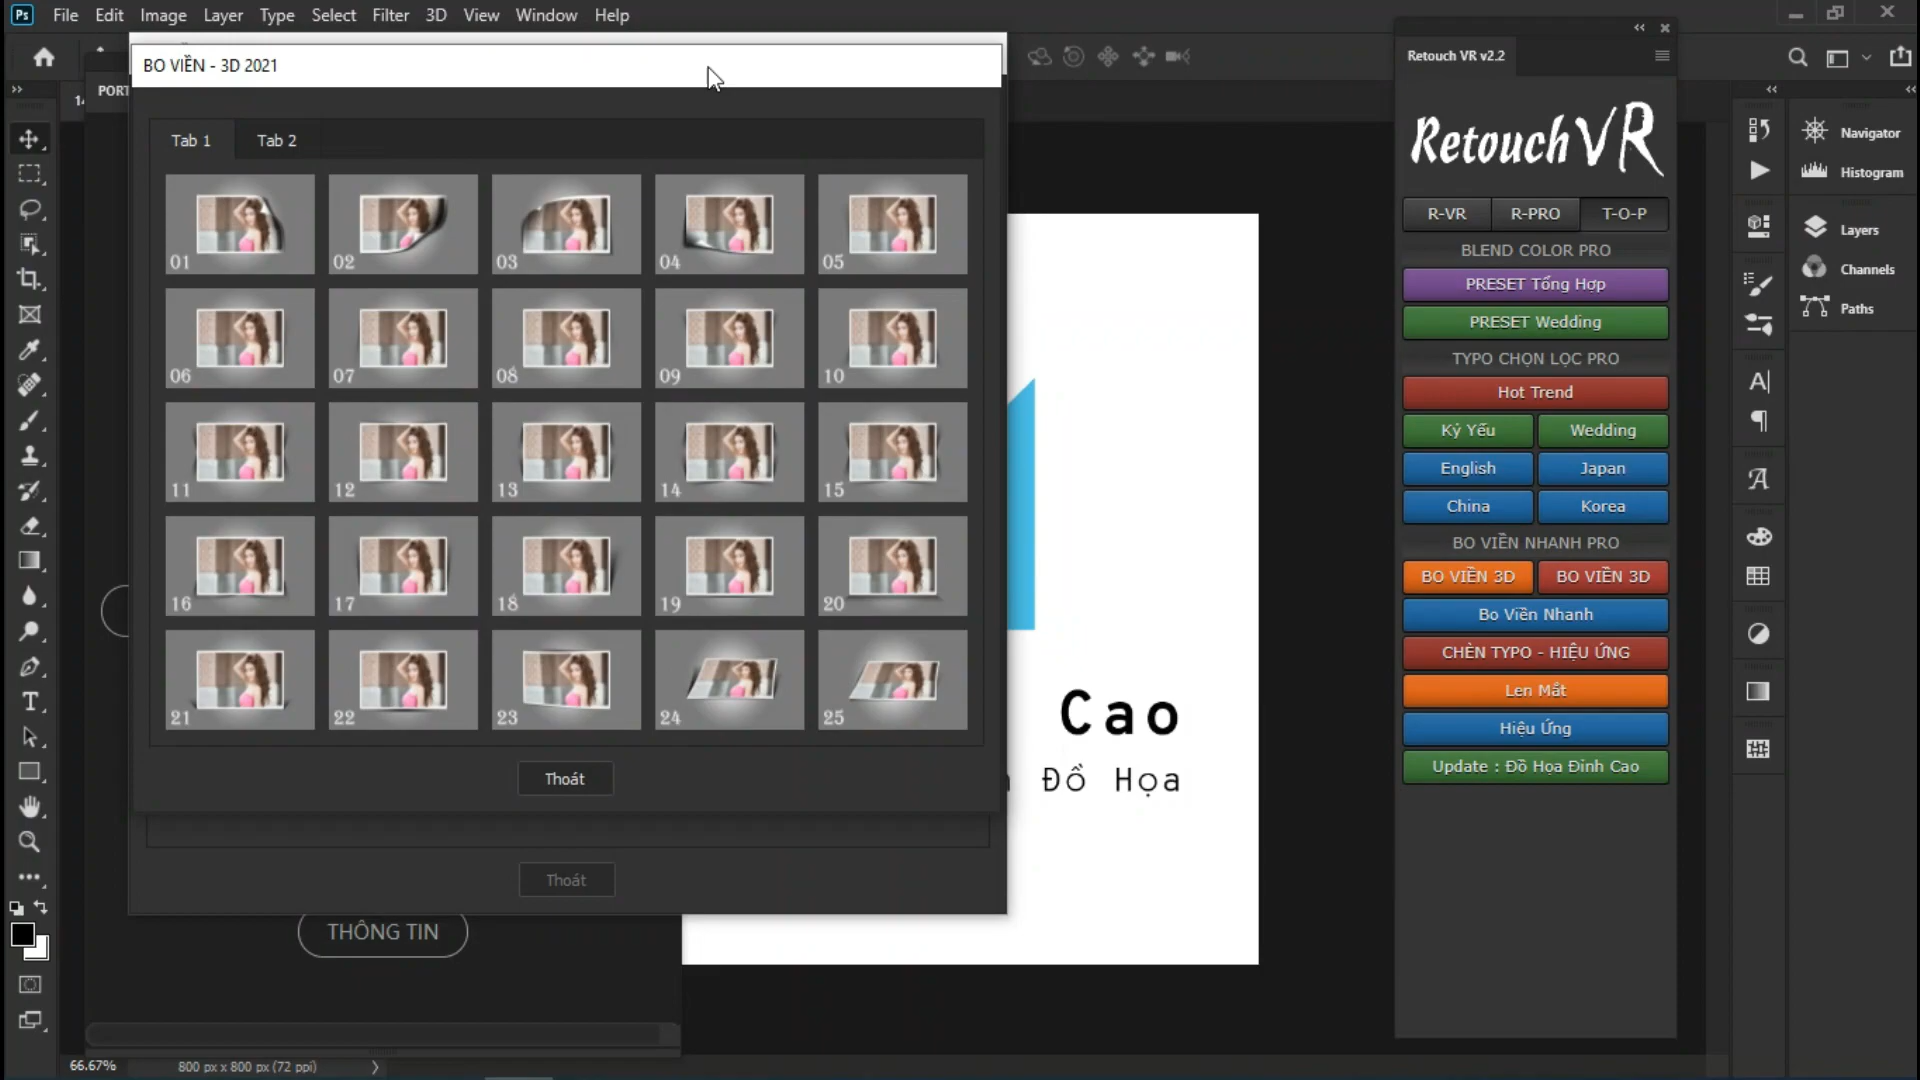 Ps File Edit Image Layer Type Select Filter 3D View Window Help
BO VIỀN - 3D 2021
PORT
Tab 1 Tab 2
01 02 03 04 05
06 07 08 09 10
11 12 13 14 15
16 17 18 19 20
21 22 23 24 25
Thoát
Thoát
THÔNG TIN
66.67% 800 px x 800 px (72 ppi)
Cao
Đồ Họa
Retouch VR v2.2
RetouchVR
R-VR R-PRO T-O-P
BLEND COLOR PRO
PRESET Tổng Hợp
PRESET Wedding
TYPO CHỌN LỌC PRO
Hot Trend
Kỷ Yếu Wedding
English Japan
China Korea
BO VIỀN NHANH PRO
BO VIỀN 3D BO VIỀN 3D
Bo Viền Nhanh
CHÈN TYPO - HIỆU ỨNG
Len Mắt
Hiệu Ứng
Update : Đồ Họa Đỉnh Cao
Navigator
Histogram
Layers
Channels
Paths